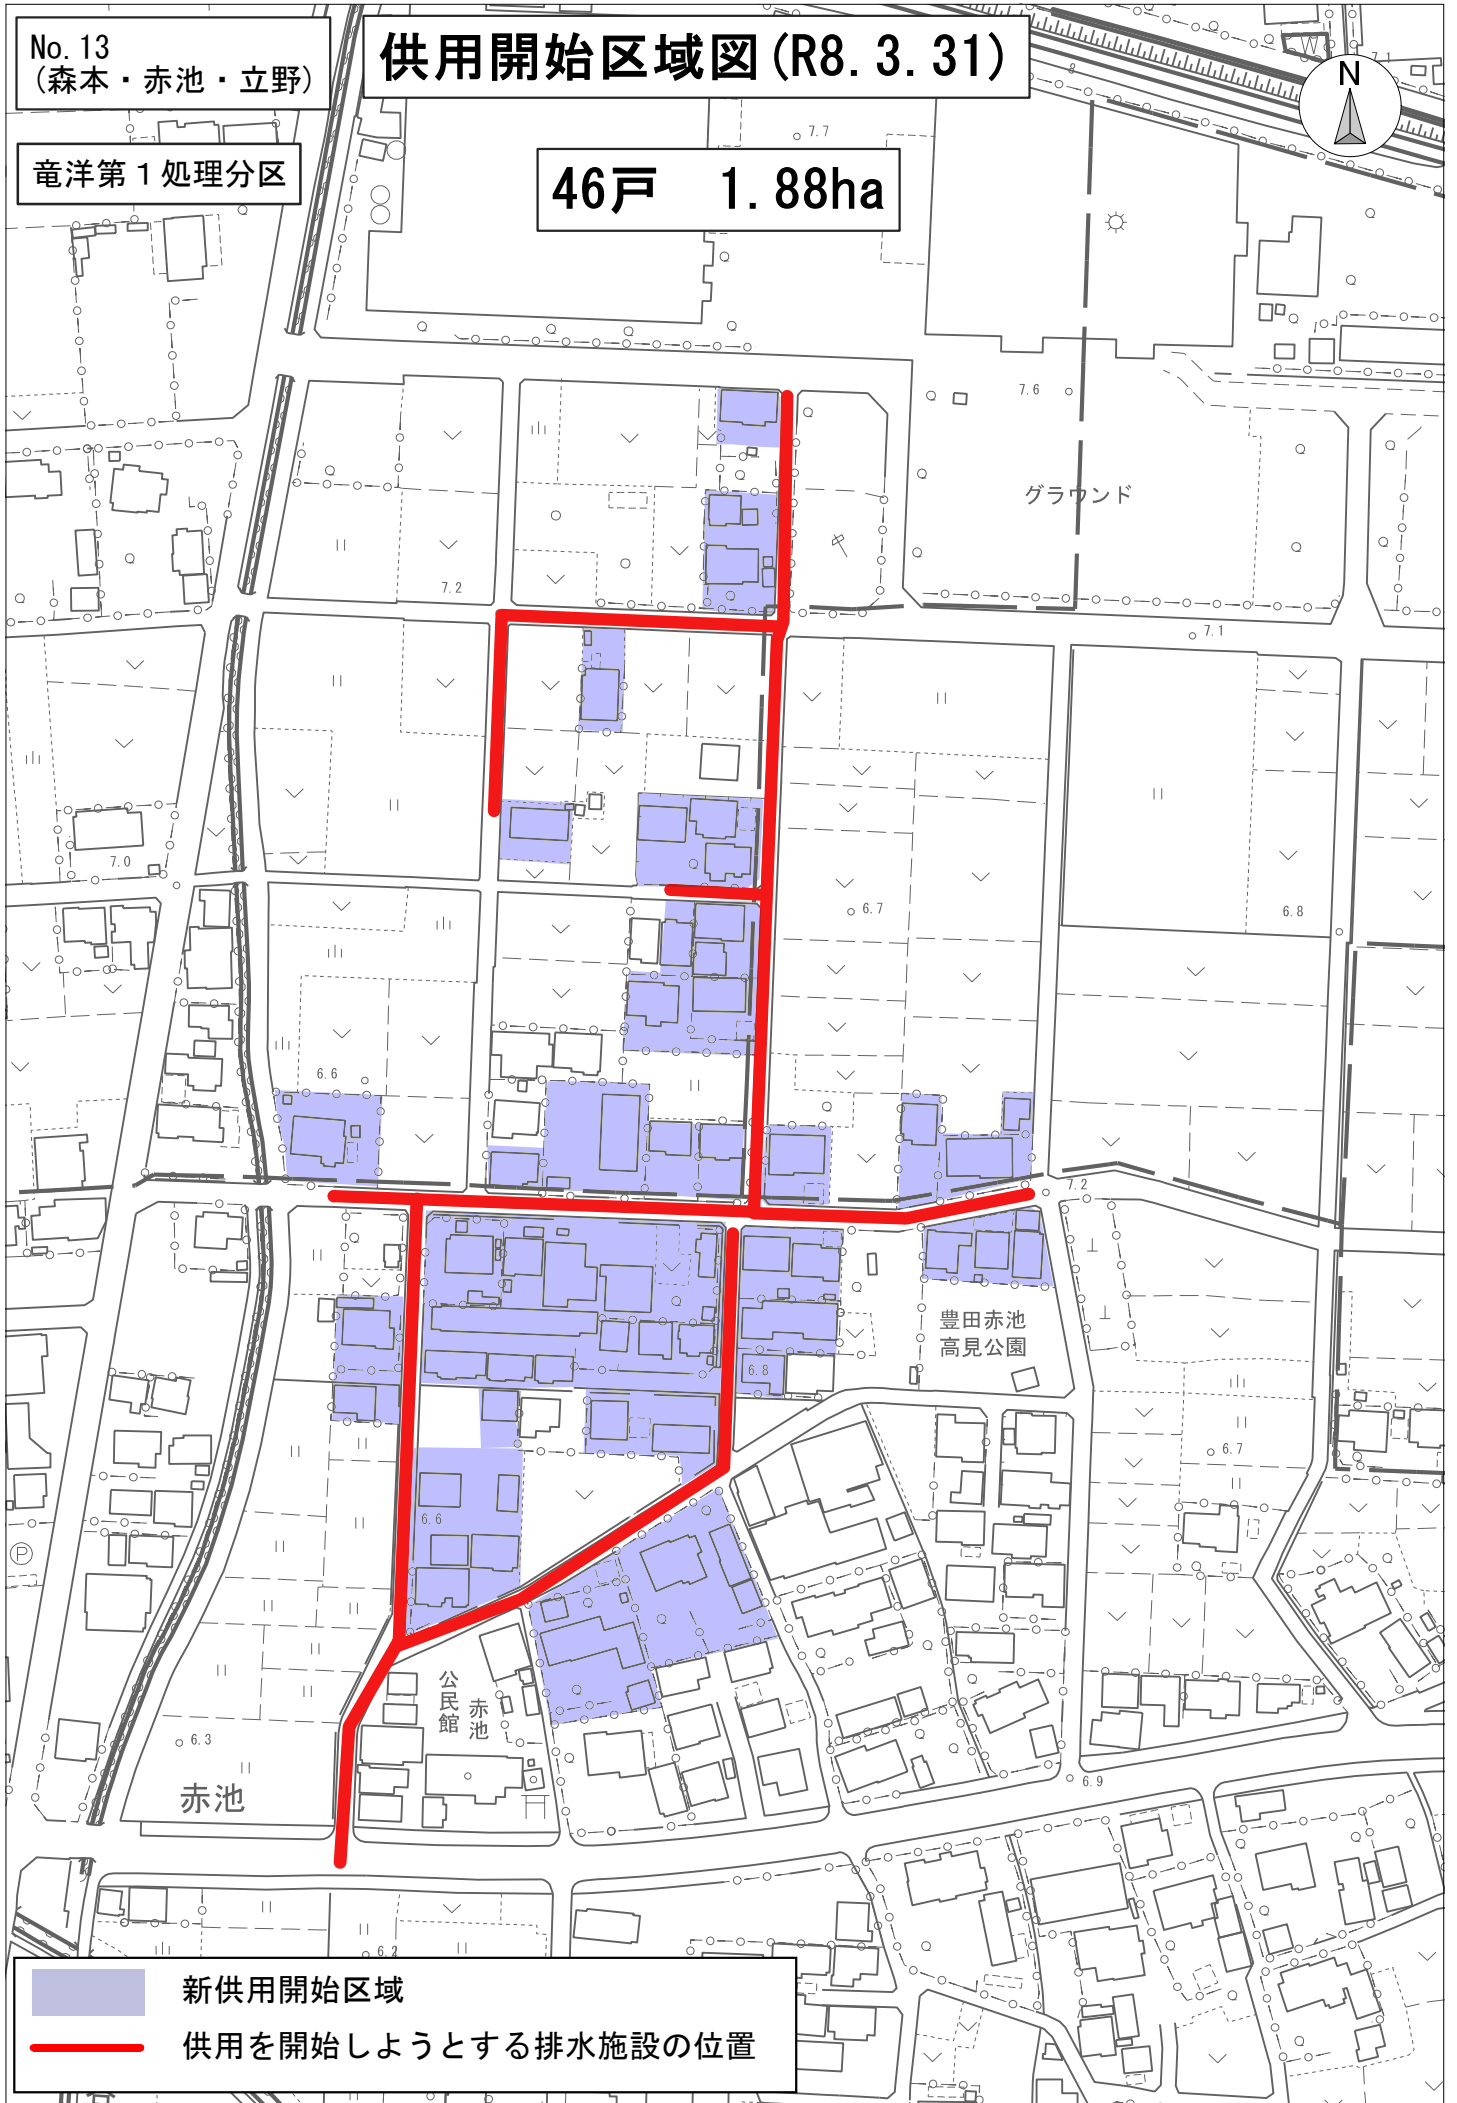 No.13
(森本・赤池・立野)
供用開始区域図(R8.3.31)
N
竜洋第1処理分区
46戸 1.88ha
7.1
8
7.7
7.6
グラウンド
7.2
7.1
7.0
6.7
6.8
6.6
7.2
豊田赤池
高見公園
6.8
6.7
6.6
P
赤池
公民館
6.3
赤池
6.9
6.2
新供用開始区域
供用を開始しようとする排水施設の位置